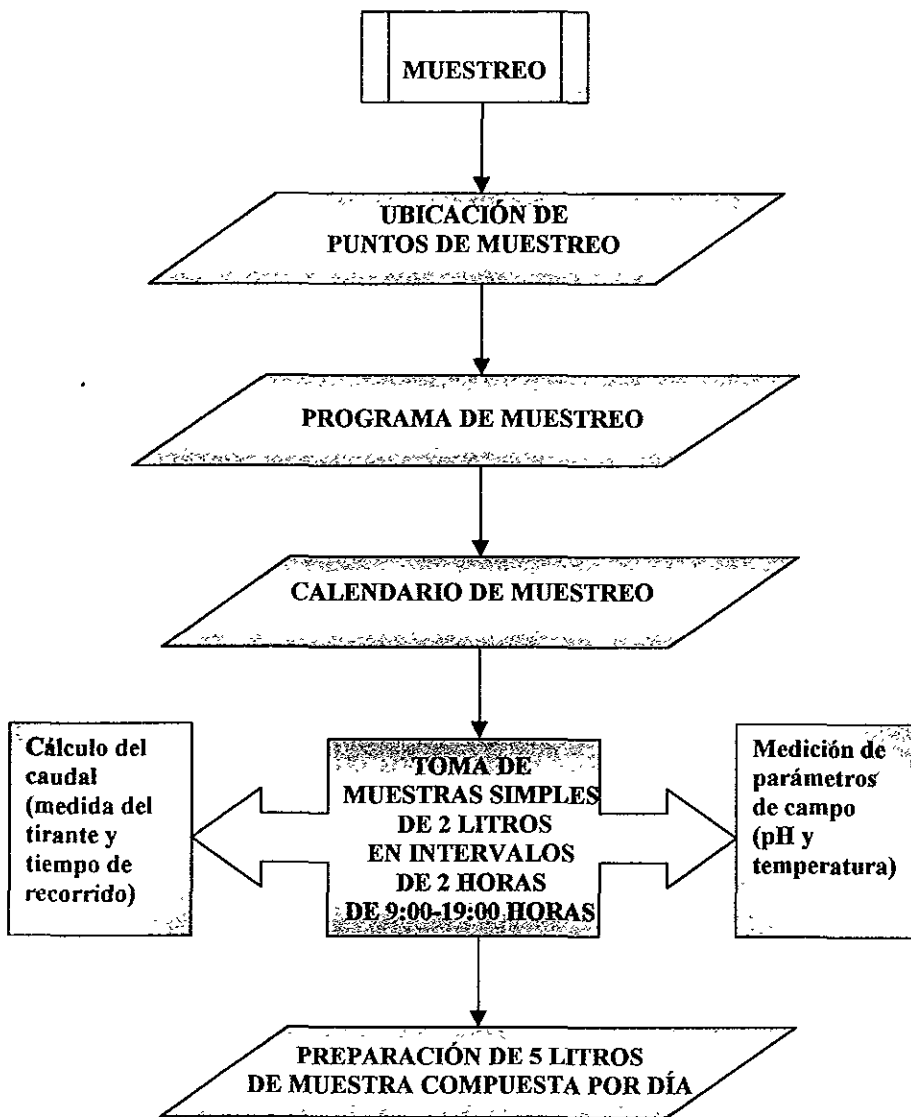 MUESTREO
UBICACIÓN DE
PUNTOS DE MUESTREO
PROGRAMA DE MUESTREO
CALENDARIO DE MUESTREO
Cálculo del
caudal
(medida del
tirante y
tiempo de
recorrido)
TOMA DE
MUESTRAS SIMPLES
DE 2 LITROS
EN INTERVALOS
DE 2 HORAS
DE 9:00-19:00 HORAS
Medición de
parámetros
de campo
(pH y
temperatura)
PREPARACIÓN DE 5 LITROS
DE MUESTRA COMPUESTA POR DÍA